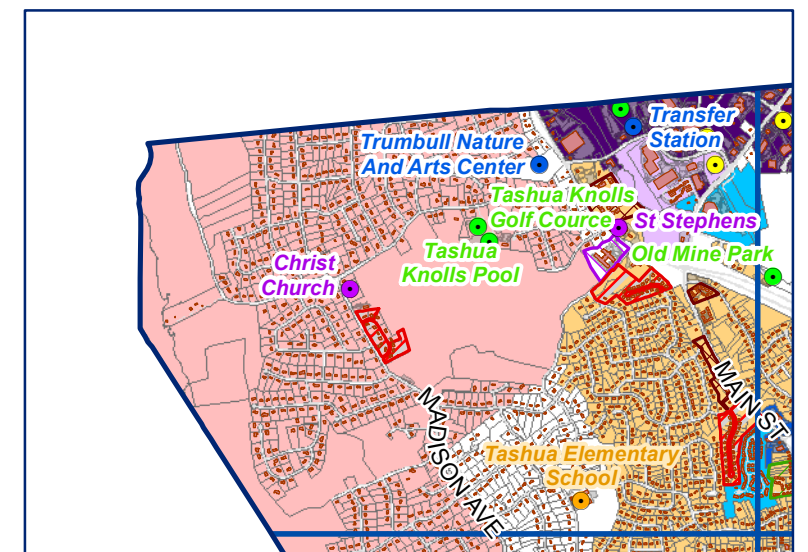 Transfer
Station
Trumbull Nature
And Arts Center
Tashua Knolls
Golf Cource
St Stephens
Old Mine Park
Tashua
Knolls Pool
Christ
Church
MAIN ST
MADISON AVE
Tashua Elementary
School